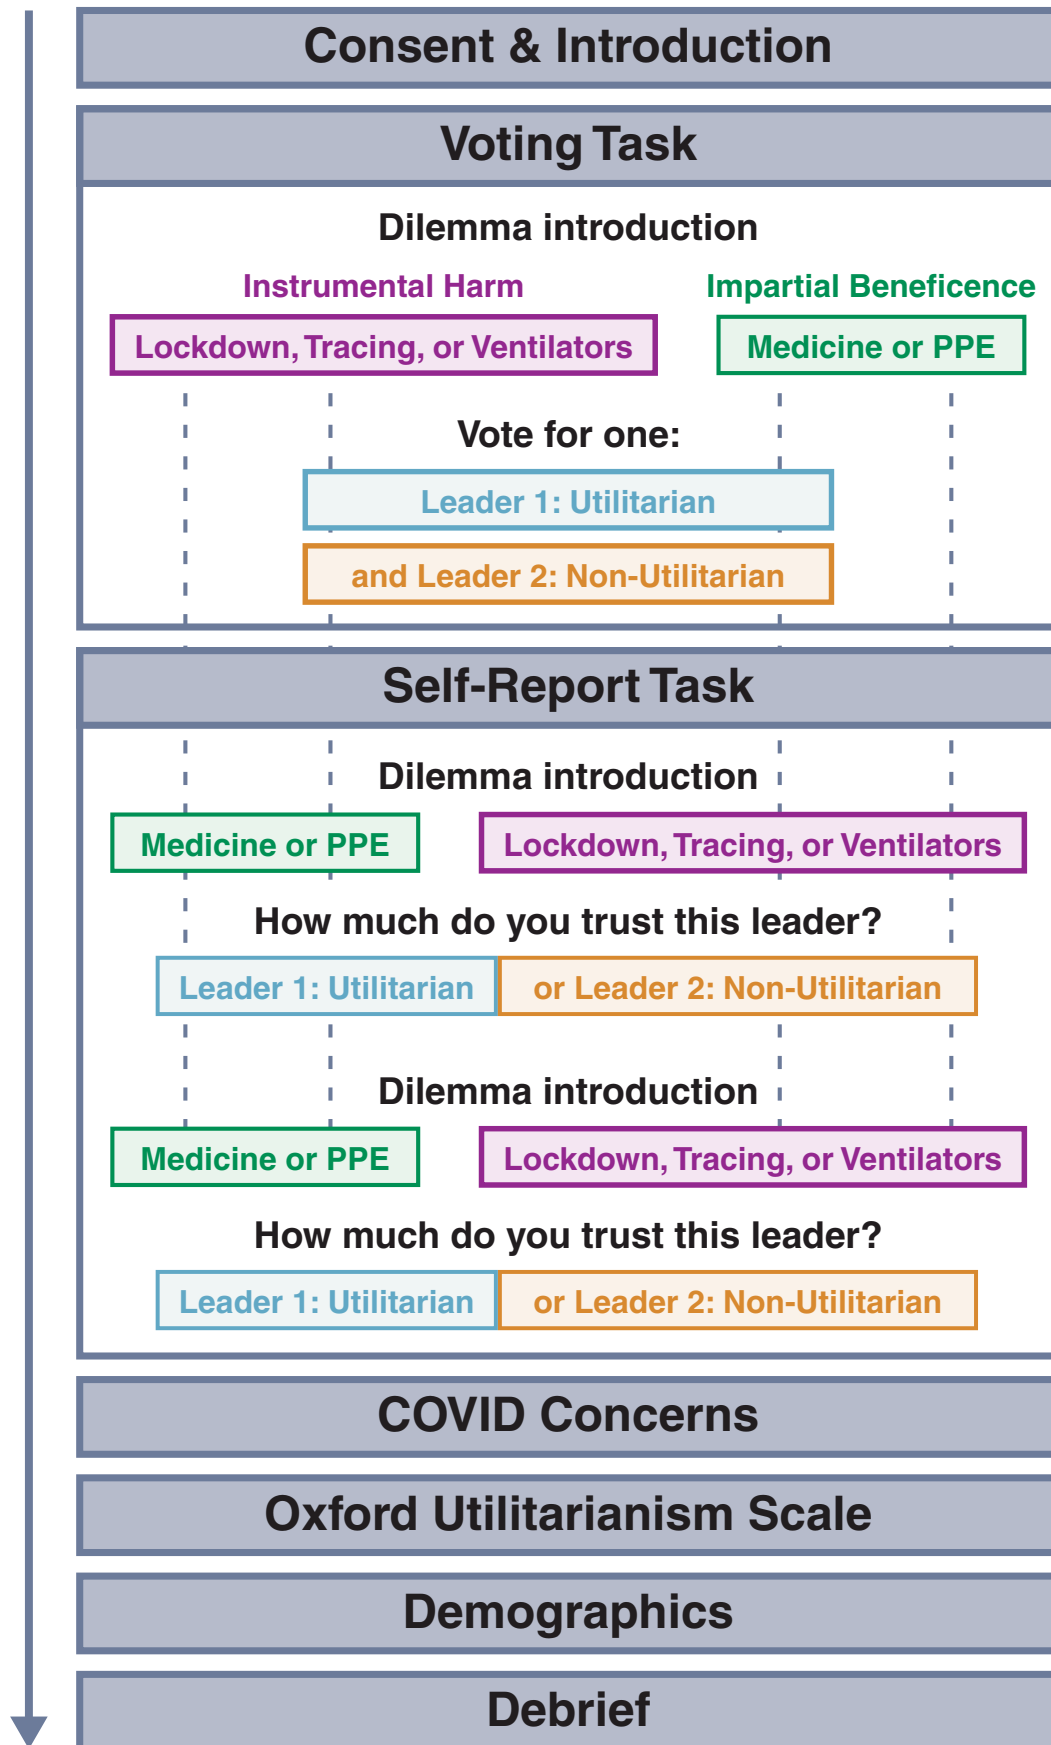 Consent & Introduction
Voting Task
Dilemma introduction
Instrumental Harm
Impartial Beneficence
Lockdown, Tracing, or Ventilators
Medicine or PPE
Vote for one:
Leader 1: Utilitarian
and Leader 2: Non-Utilitarian
Self-Report Task
Dilemma introduction
Medicine or PPE
Lockdown, Tracing, or Ventilators
How much do you trust this leader?
Leader 1: Utilitarian
or Leader 2: Non-Utilitarian
Dilemma introduction
Medicine or PPE
Lockdown, Tracing, or Ventilators
How much do you trust this leader?
Leader 1: Utilitarian
or Leader 2: Non-Utilitarian
COVID Concerns
Oxford Utilitarianism Scale
Demographics
Debrief